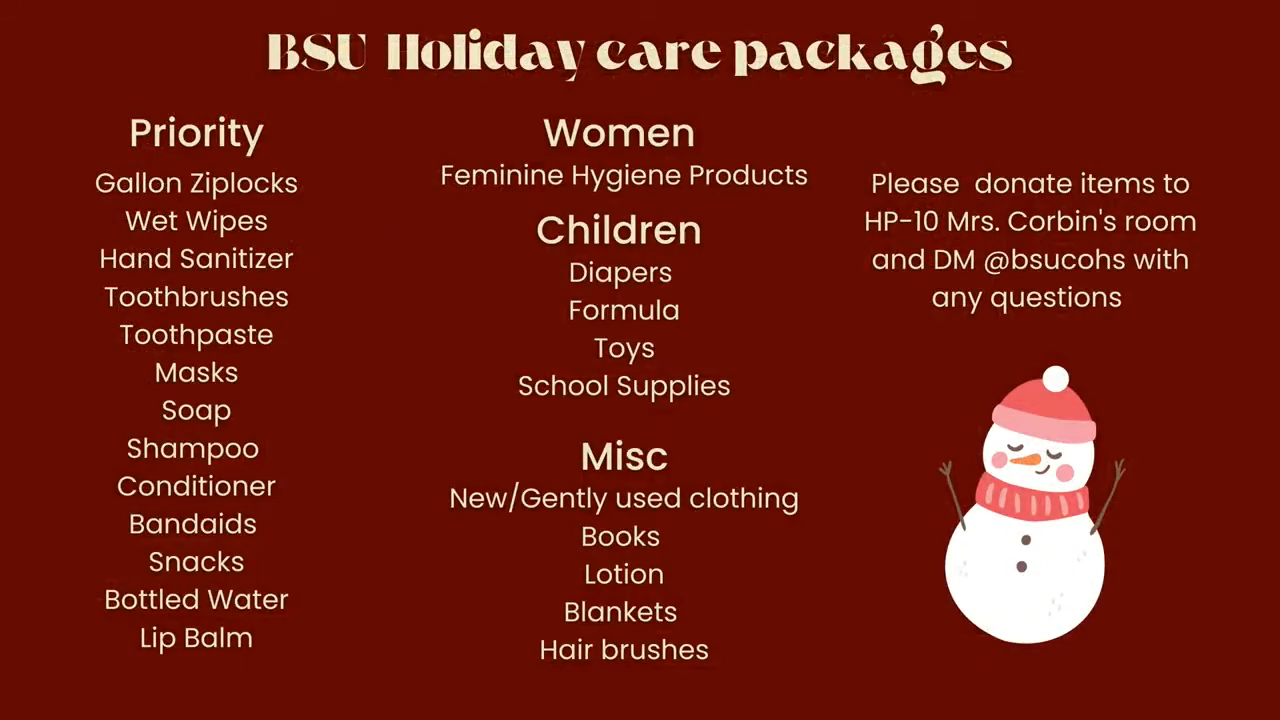 BSU Holiday care packages
Priority
Gallon Ziplocks
Wet Wipes
Hand Sanitizer
Toothbrushes
Toothpaste
Masks
Soap
Shampoo
Conditioner
Bandaids
Snacks
Bottled Water
Lip Balm
Women
Feminine Hygiene Products
Children
Diapers
Formula
Toys
School Supplies
Misc
New/Gently used clothing
Books
Lotion
Blankets
Hair brushes
Please donate items to
HP-10 Mrs. Corbin's room
and DM @bsucohs with
any questions